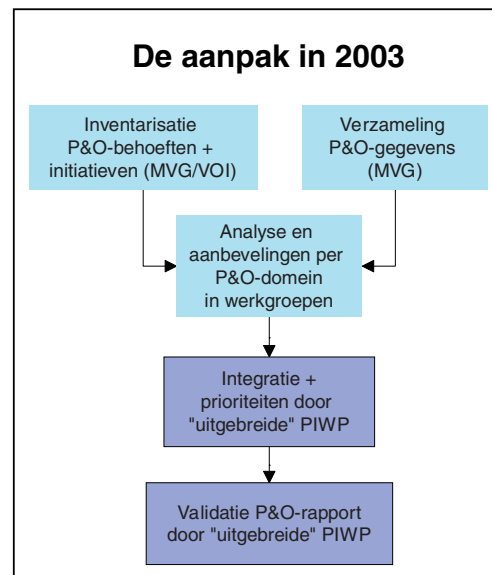 De aanpak in 2003
Inventarisatie
P&O-behoeften +
initiatieven (MVG/VOI)
Verzameling
P&O-gegevens
(MVG)
Analyse en
aanbevelingen per
P&O-domein
in werkgroepen
Integratie +
prioriteiten door
"uitgebreide" PIWP
Validatie P&O-rapport
door "uitgebreide" PIWP